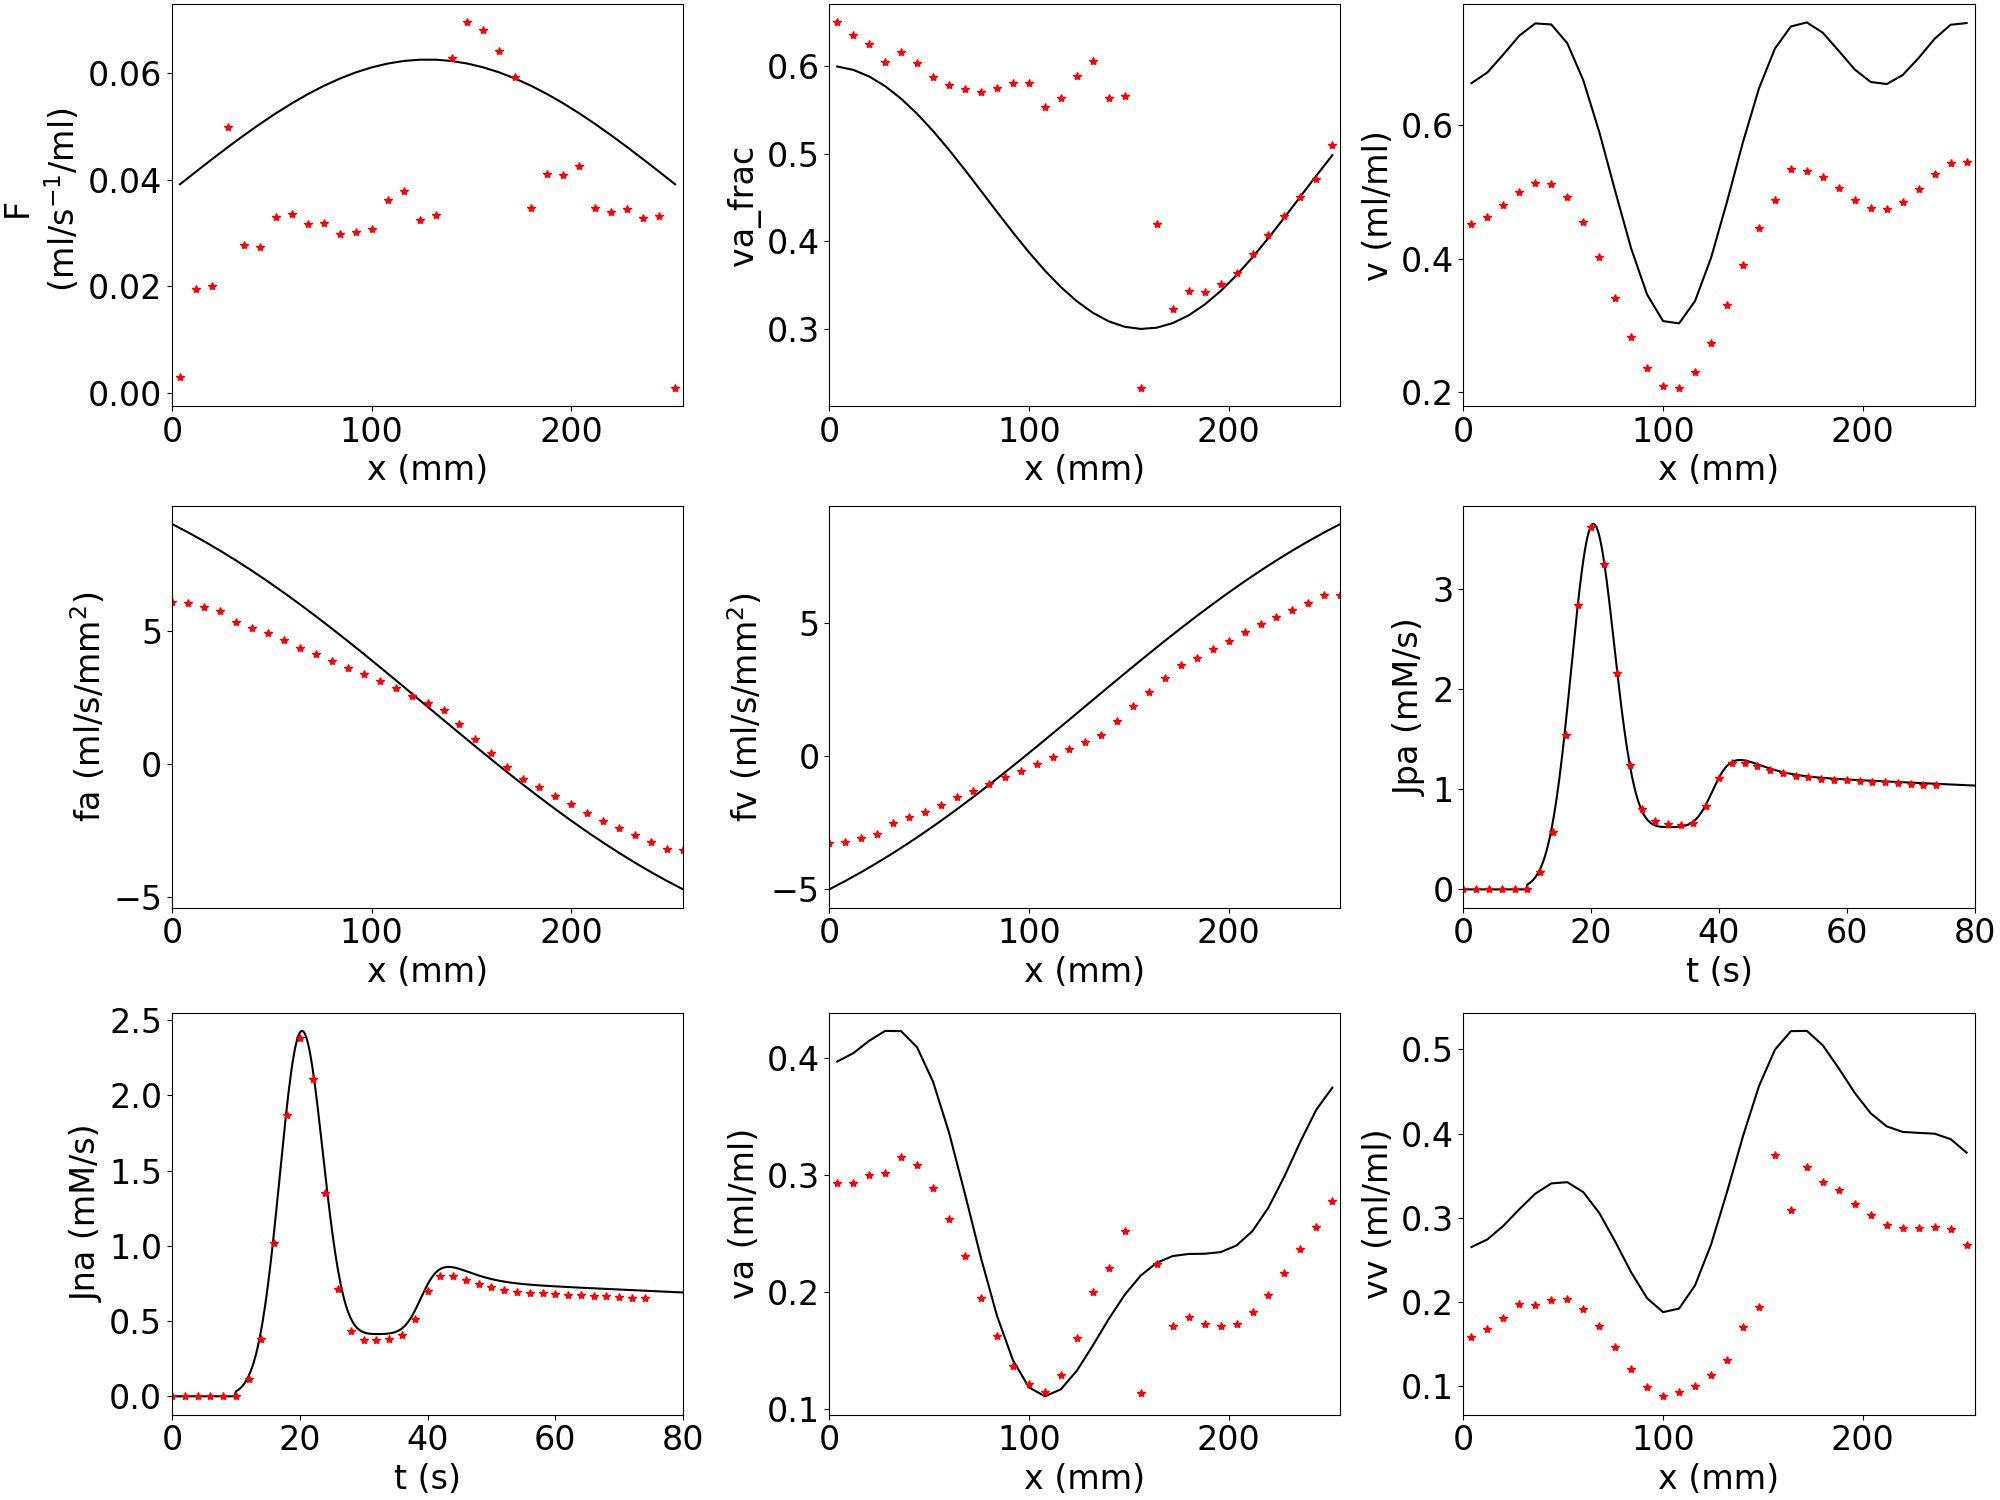 F
(ml/s⁻¹/ml)
0.06
0.04
0.02
0.00
0 100 200
x (mm)
va_frac
0.6
0.5
0.4
0.3
0 100 200
x (mm)
v (ml/ml)
0.6
0.4
0.2
0 100 200
x (mm)
fa (ml/s/mm²)
5
0
−5
0 100 200
x (mm)
fv (ml/s/mm²)
5
0
−5
0 100 200
x (mm)
Jpa (mM/s)
3
2
1
0
0 20 40 60 80
t (s)
Jna (mM/s)
2.5
2.0
1.5
1.0
0.5
0.0
0 20 40 60 80
t (s)
va (ml/ml)
0.4
0.3
0.2
0.1
0 100 200
x (mm)
vv (ml/ml)
0.5
0.4
0.3
0.2
0.1
0 100 200
x (mm)